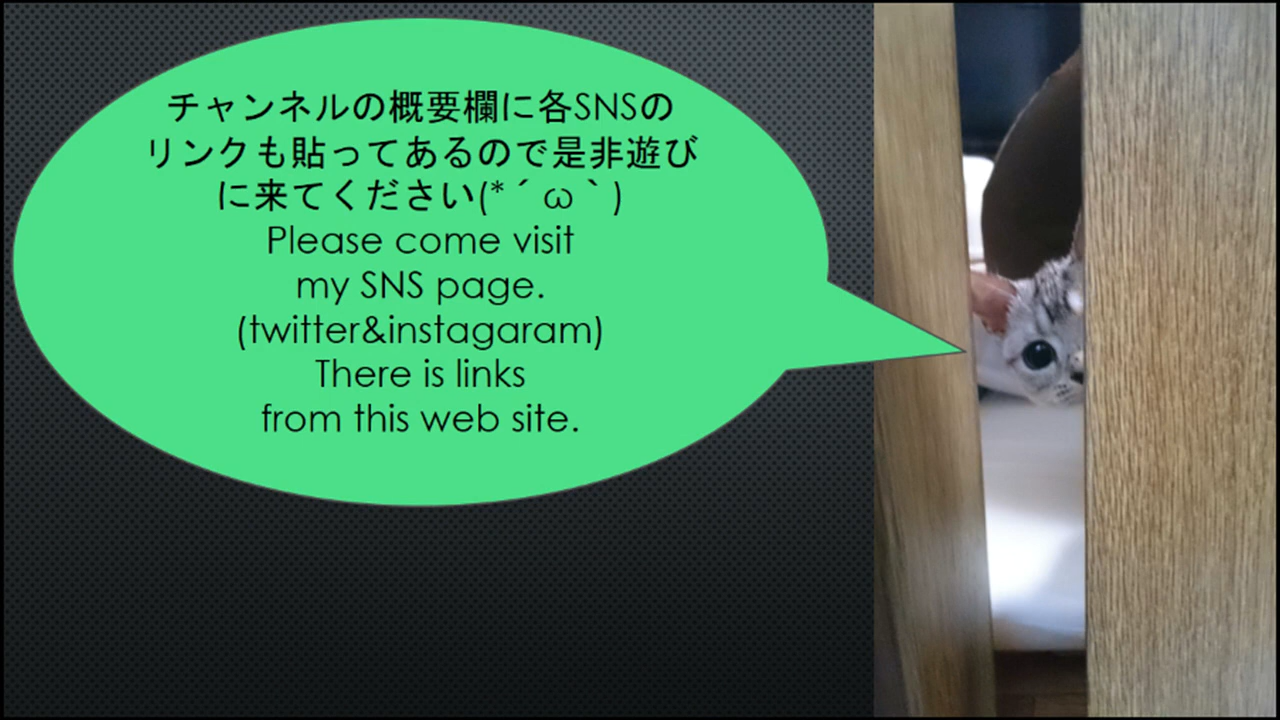 チャンネルの概要欄に各SNSの
リンクも貼ってあるので是非遊び
に来てください(*´ω｀)
Please come visit
my SNS page.
(twitter&instagaram)
There is links
from this web site.